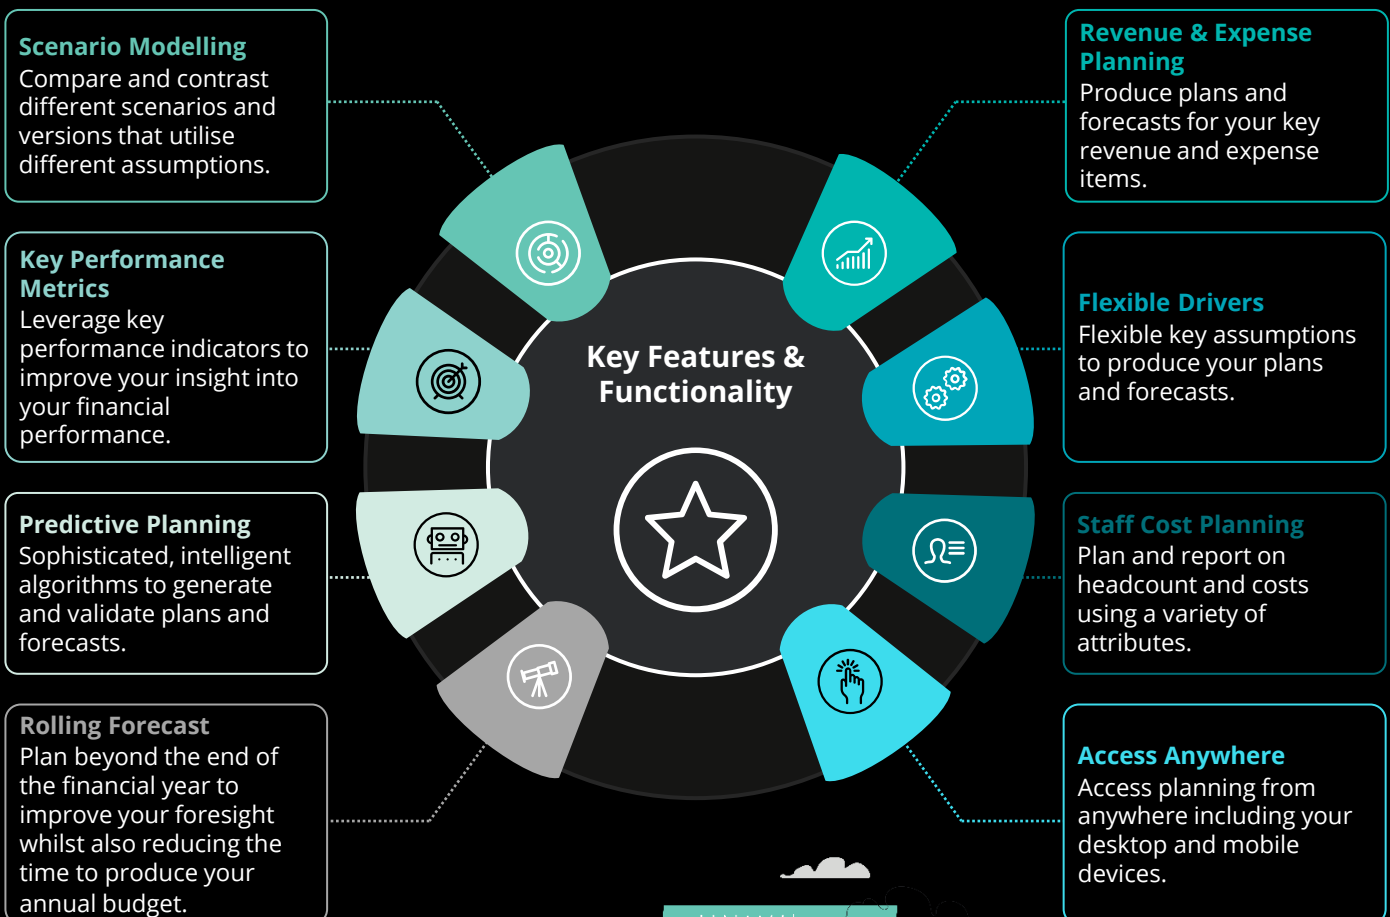 Scenario Modelling
Compare and contrast
different scenarios and
versions that utilise
different assumptions.
Key Performance
Metrics
Leverage key
performance indicators to
improve your insight into
your financial
performance.
Predictive Planning
Sophisticated, intelligent
algorithms to generate
and validate plans and
forecasts.
Rolling Forecast
Plan beyond the end of
the financial year to
improve your foresight
whilst also reducing the
time to produce your
annual budget.
Key Features &
Functionality
Revenue & Expense
Planning
Produce plans and
forecasts for your key
revenue and expense
items.
Flexible Drivers
Flexible key assumptions
to produce your plans
and forecasts.
Staff Cost Planning
Plan and report on
headcount and costs
using a variety of
attributes.
Access Anywhere
Access planning from
anywhere including your
desktop and mobile
devices.